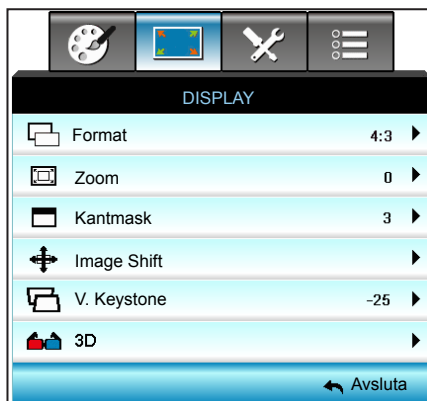 DISPLAY
Format 4:3
Zoom 0
Kantmask 3
Image Shift
V. Keystone -25
3D
Avsluta